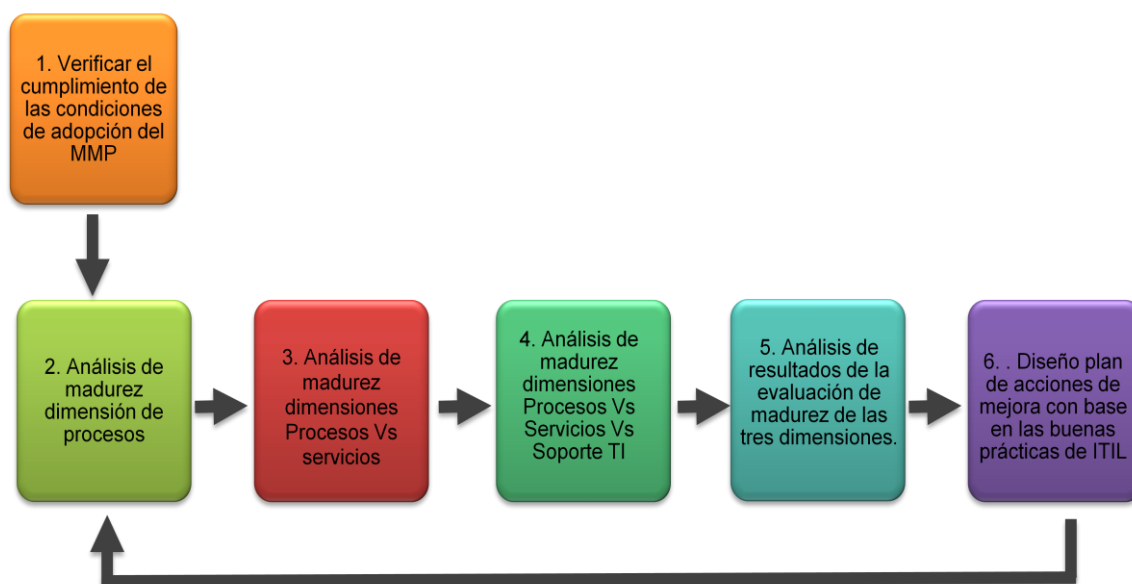 1. Verificar el
cumplimiento de
las condiciones
de adopción del
MMP
2. Análisis de
madurez
dimensión de
procesos
3. Análisis de
madurez
dimensiones
Procesos Vs
servicios
4. Análisis de
madurez
dimensiones
Procesos Vs
Servicios Vs
Soporte TI
5. Análisis de
resultados de la
evaluación de
madurez de las
tres dimensiones.
6. . Diseño plan
de acciones de
mejora con base
en las buenas
prácticas de ITIL